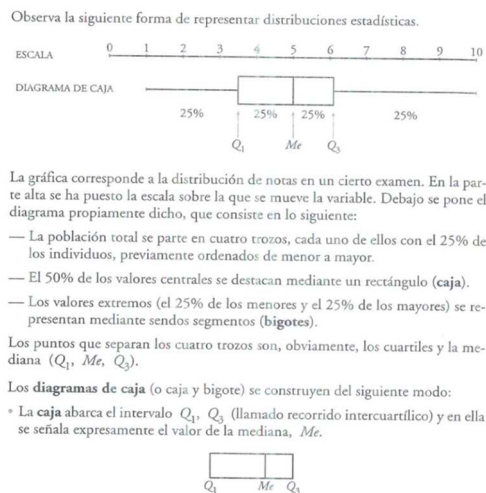 Observa la siguiente forma de representar distribuciones estadísticas.
ESCALA 0 1 2 3 4 5 6 7 8 9 10
DIAGRAMA DE CAJA
25% 25% 25% 25%
Q₁ Me Q₃
La gráfica corresponde a la distribución de notas en un cierto examen. En la par-
te alta se ha puesto la escala sobre la que se mueve la variable. Debajo se pone el
diagrama propiamente dicho, que consiste en lo siguiente:
— La población total se parte en cuatro trozos, cada uno de ellos con el 25% de
los individuos, previamente ordenados de menor a mayor.
— El 50% de los valores centrales se destacan mediante un rectángulo (caja).
— Los valores extremos (el 25% de los menores y el 25% de los mayores) se re-
presentan mediante sendos segmentos (bigotes).
Los puntos que separan los cuatro trozos son, obviamente, los cuartiles y la me-
diana (Q₁, Me, Q₃).
Los diagramas de caja (o caja y bigote) se construyen del siguiente modo:
• La caja abarca el intervalo Q₁, Q₃ (llamado recorrido intercuartílico) y en ella
se señala expresamente el valor de la mediana, Me.
Q₁ Me Q₃